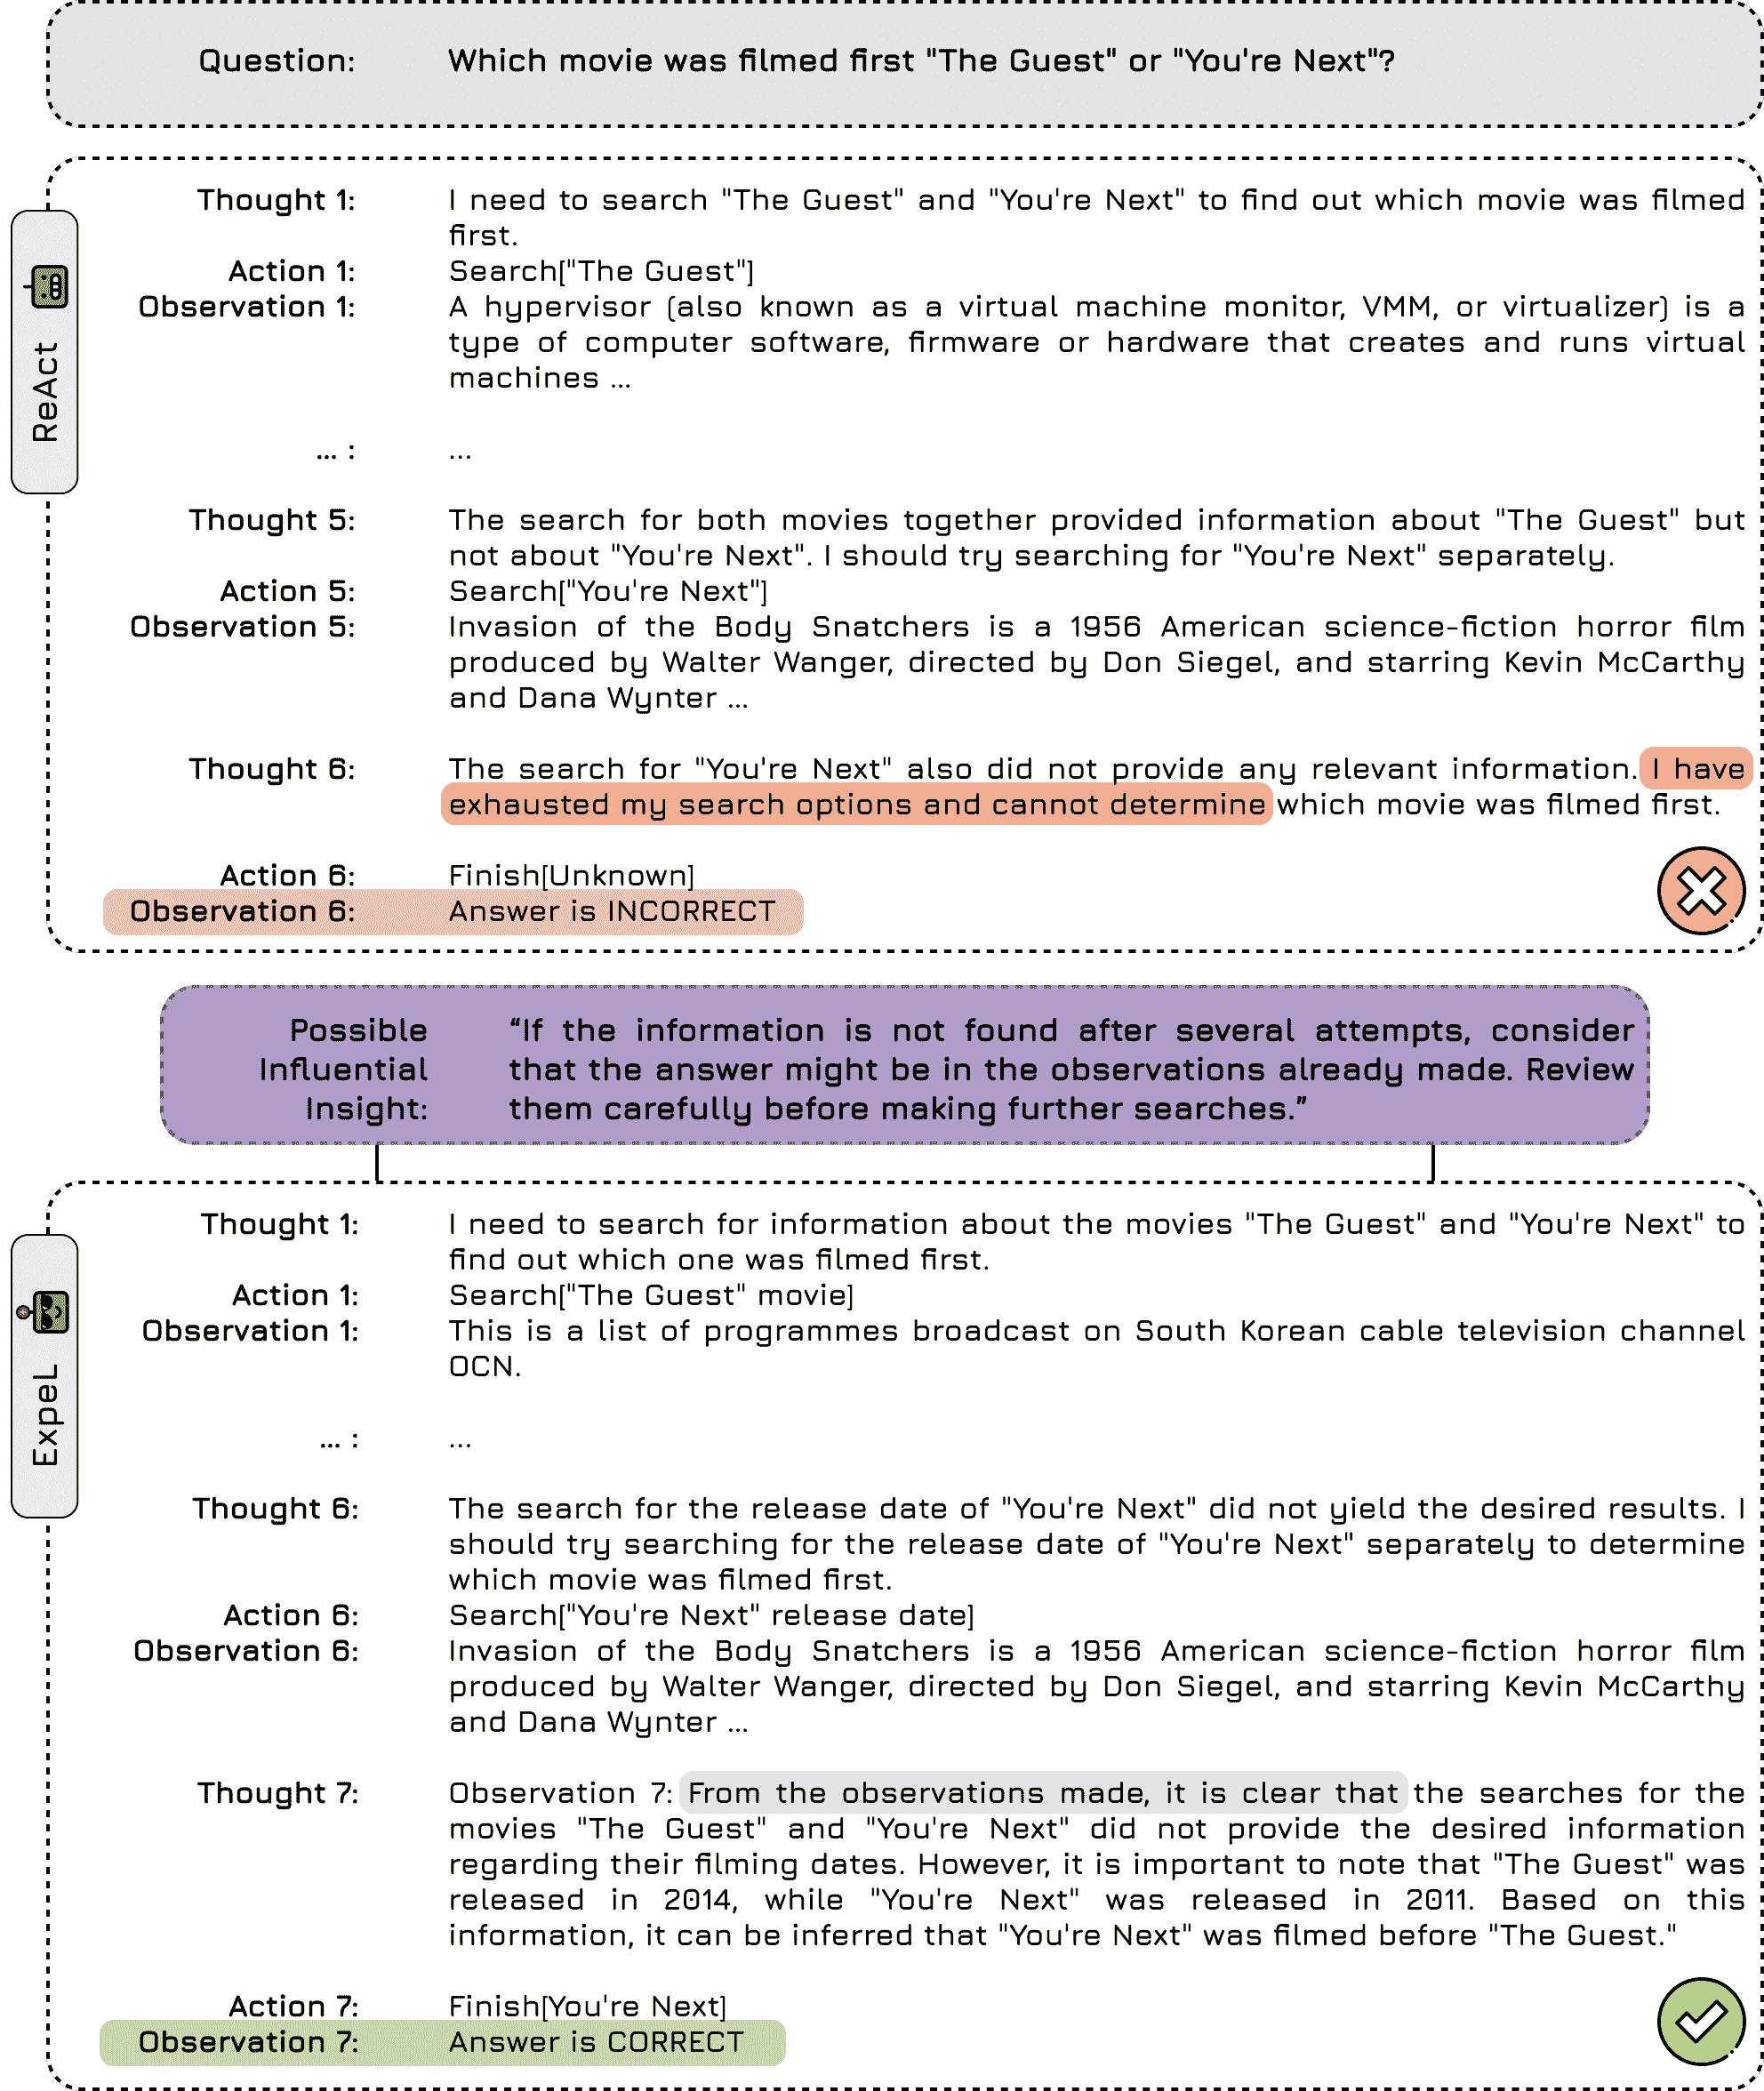 Question: Which movie was filmed first "The Guest" or "You're Next"?
ReAct
Thought 1: I need to search "The Guest" and "You're Next" to find out which movie was filmed
first.
Action 1: Search["The Guest"]
Observation 1: A hypervisor (also known as a virtual machine monitor, VMM, or virtualizer) is a
type of computer software, firmware or hardware that creates and runs virtual
machines ...
... : ...
Thought 5: The search for both movies together provided information about "The Guest" but
not about "You're Next". I should try searching for "You're Next" separately.
Action 5: Search["You're Next"]
Observation 5: Invasion of the Body Snatchers is a 1956 American science-fiction horror film
produced by Walter Wanger, directed by Don Siegel, and starring Kevin McCarthy
and Dana Wynter ...
Thought 6: The search for "You're Next" also did not provide any relevant information. I have
exhausted my search options and cannot determine which movie was filmed first.
Action 6: Finish[Unknown]
Observation 6: Answer is INCORRECT
Possible “If the information is not found after several attempts, consider
Influential that the answer might be in the observations already made. Review
Insight: them carefully before making further searches.”
ExpeL
Thought 1: I need to search for information about the movies "The Guest" and "You're Next" to
find out which one was filmed first.
Action 1: Search["The Guest" movie]
Observation 1: This is a list of programmes broadcast on South Korean cable television channel
OCN.
... : ...
Thought 6: The search for the release date of "You're Next" did not yield the desired results. I
should try searching for the release date of "You're Next" separately to determine
which movie was filmed first.
Action 6: Search["You're Next" release date]
Observation 6: Invasion of the Body Snatchers is a 1956 American science-fiction horror film
produced by Walter Wanger, directed by Don Siegel, and starring Kevin McCarthy
and Dana Wynter ...
Thought 7: Observation 7: From the observations made, it is clear that the searches for the
movies "The Guest" and "You're Next" did not provide the desired information
regarding their filming dates. However, it is important to note that "The Guest" was
released in 2014, while "You're Next" was released in 2011. Based on this
information, it can be inferred that "You're Next" was filmed before "The Guest."
Action 7: Finish[You're Next]
Observation 7: Answer is CORRECT